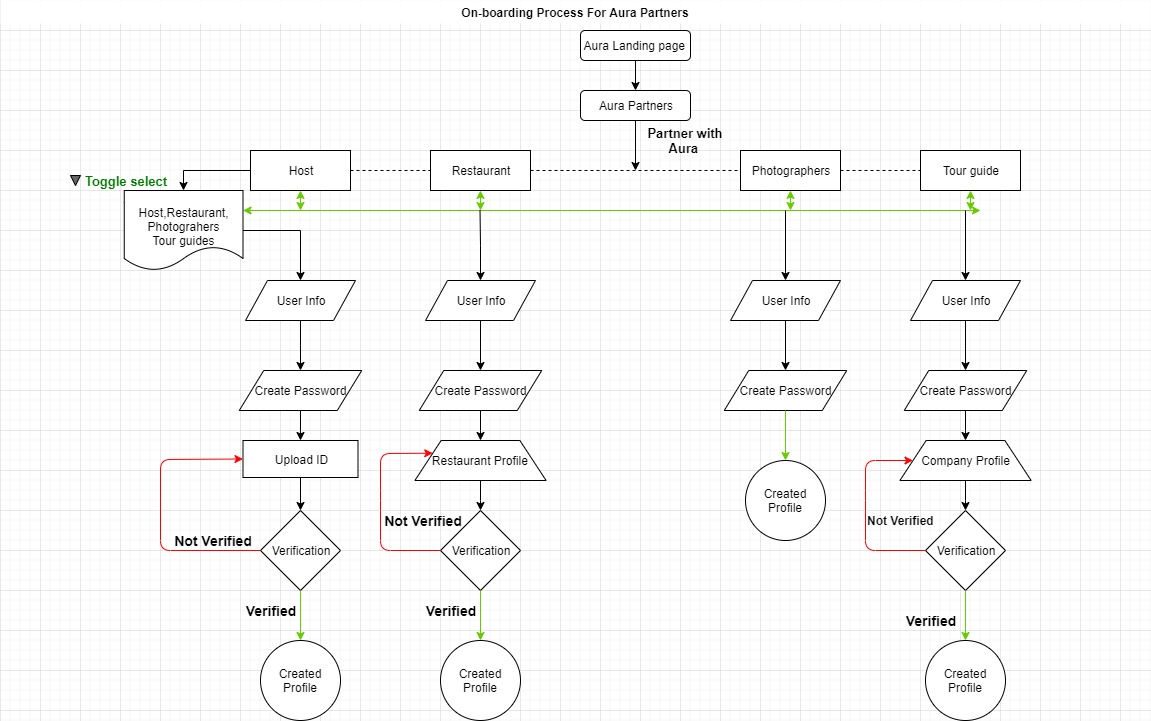 On-boarding Process For Aura Partners
Aura Landing page
Aura Partners
Partner with
Aura
Host
Restaurant
Photographers
Tour guide
Toggle select
Host,Restaurant,
Photograhers
Tour guides
User Info
User Info
User Info
User Info
Create Password
Create Password
Create Password
Create Password
Upload ID
Restaurant Profile
Created
Profile
Company Profile
Not Verified
Not Verified
Not Verified
Verification
Verification
Verification
Verified
Verified
Verified
Created
Profile
Created
Profile
Created
Profile